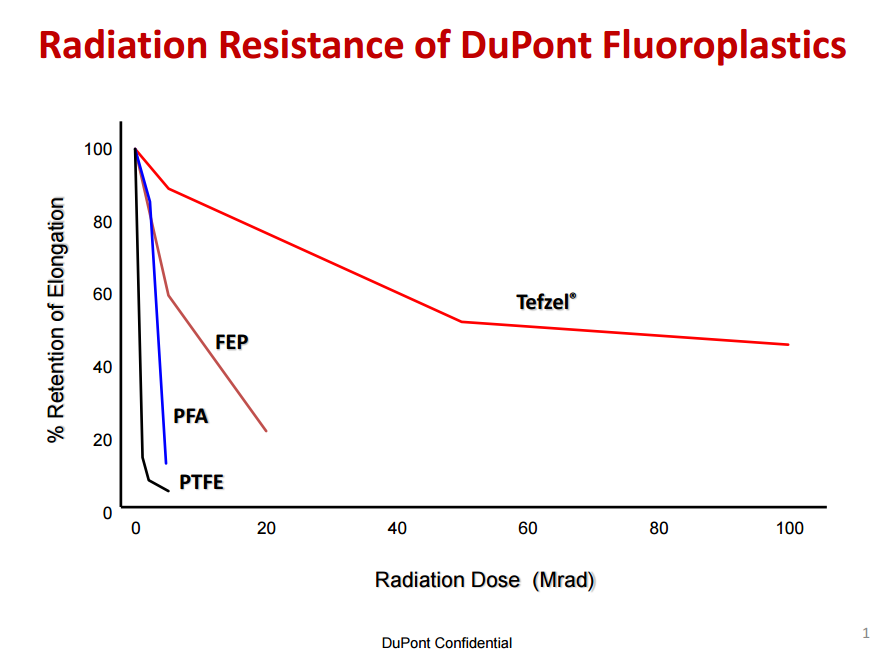 Radiation Resistance of DuPont Fluoroplastics
% Retention of Elongation
100
80
60
40
20
0
Tefzel®
FEP
PFA
PTFE
0 20 40 60 80 100
Radiation Dose (Mrad)
DuPont Confidential
1